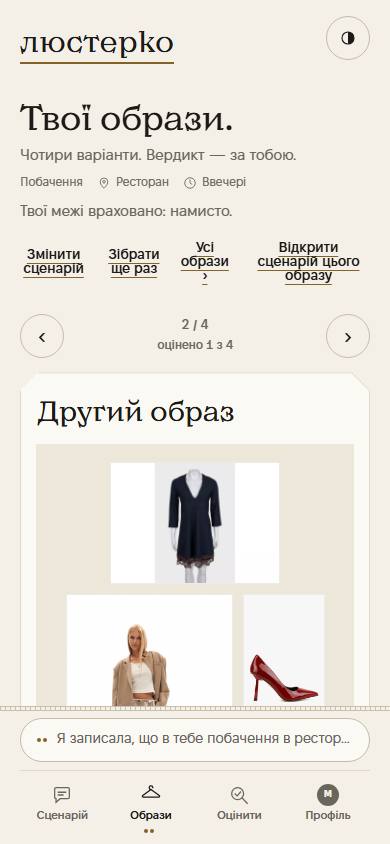 люстерко
Твої образи.
Чотири варіанти. Вердикт — за тобою.
Побачення Ресторан Ввечері
Твої межі враховано: намисто.
Змінити
сценарій
Зібрати
ще раз
Усі
образи
›
Відкрити
сценарій цього
образу
‹
2 / 4
оцінено 1 з 4
›
Другий образ
Я записала, що в тебе побачення в рестор...
Сценарій
Образи
Оцінити
М
Профіль